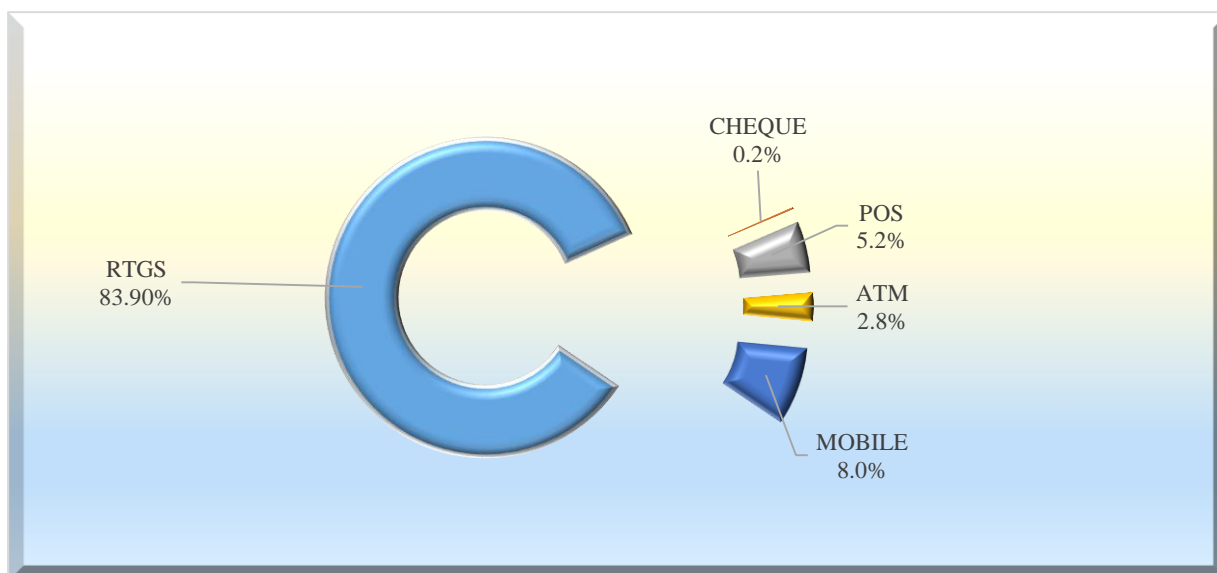 CHEQUE
0.2%
POS
5.2%
RTGS
83.90%
ATM
2.8%
MOBILE
8.0%